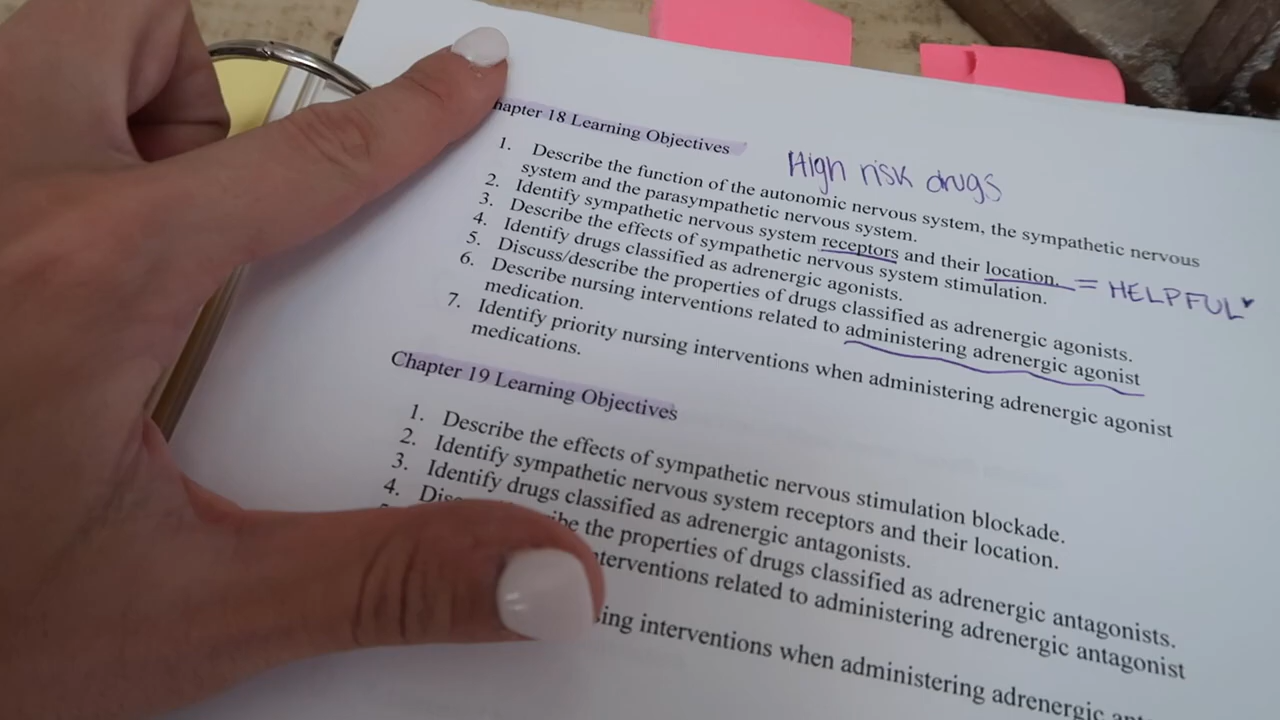 hapter 18 Learning Objectives
High risk drugs
1. Describe the function of the autonomic nervous system, the sympathetic nervous
system and the parasympathetic nervous system.
2. Identify sympathetic nervous system receptors and their location. = HELPFUL
3. Describe the effects of sympathetic nervous system stimulation.
4. Identify drugs classified as adrenergic agonists.
5. Discuss/describe the properties of drugs classified as adrenergic agonists.
6. Describe nursing interventions related to administering adrenergic agonist
medication.
7. Identify priority nursing interventions when administering adrenergic agonist
medications.
Chapter 19 Learning Objectives
1. Describe the effects of sympathetic nervous stimulation blockade.
2. Identify sympathetic nervous system receptors and their location.
3. Identify drugs classified as adrenergic antagonists.
4. the properties of drugs classified as adrenergic antagonists.
interventions related to administering adrenergic antagonist
sing interventions when administering adrenergic